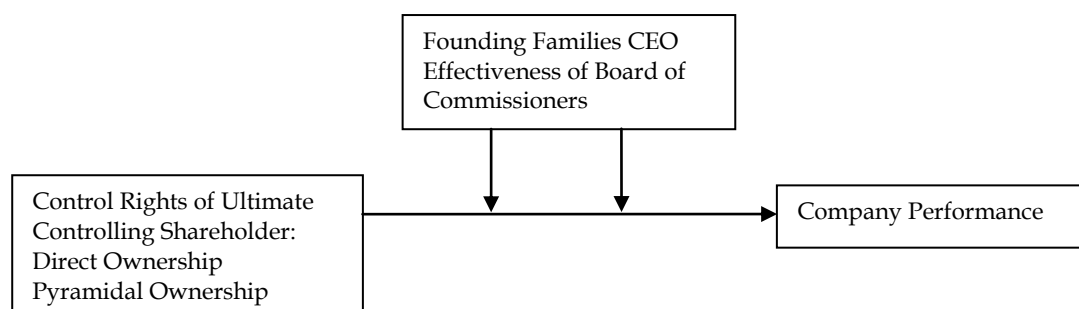 Founding Families CEO
Effectiveness of Board of
Commissioners
Control Rights of Ultimate
Controlling Shareholder:
Direct Ownership
Pyramidal Ownership
Company Performance